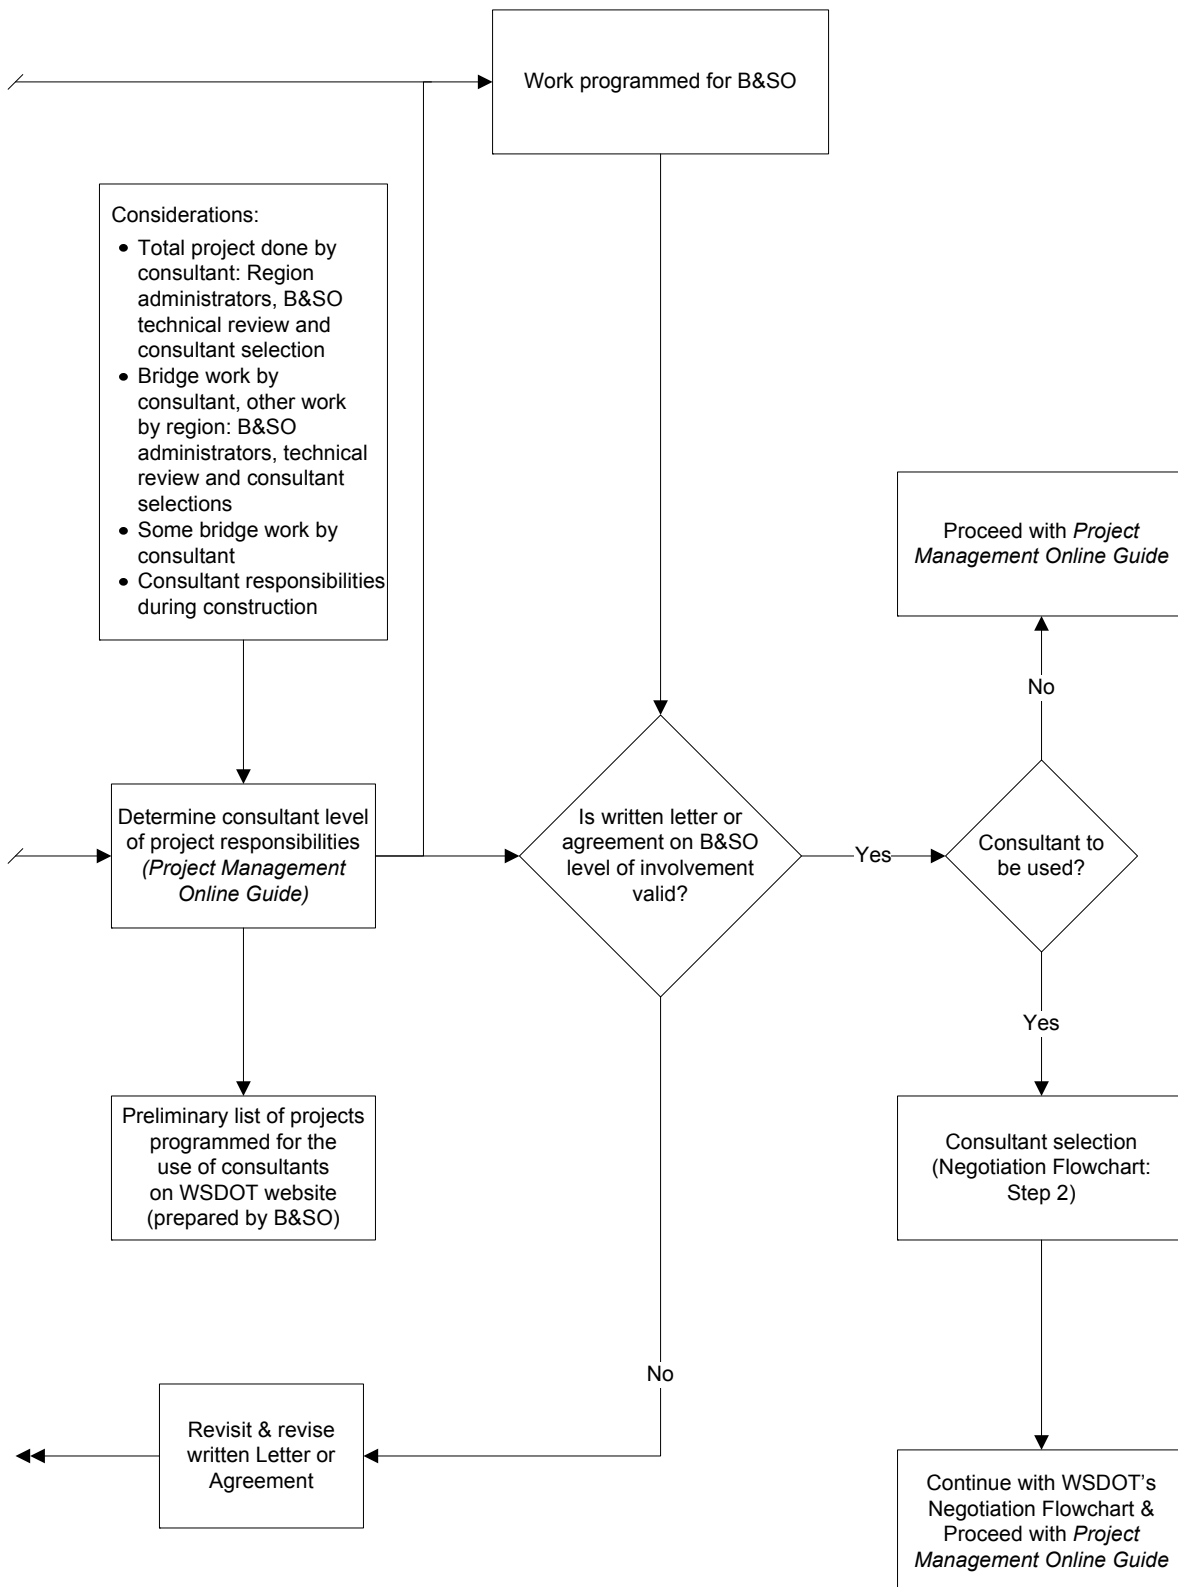 Work programmed for B&SO
Considerations:
• Total project done by
consultant: Region
administrators, B&SO
technical review and
consultant selection
• Bridge work by
consultant, other work
by region: B&SO
administrators, technical
review and consultant
selections
• Some bridge work by
consultant
• Consultant responsibilities
during construction
Proceed with Project
Management Online Guide
No
Determine consultant level
of project responsibilities
(Project Management
Online Guide)
Is written letter or
agreement on B&SO
level of involvement
valid?
Yes
Consultant to
be used?
Yes
Preliminary list of projects
programmed for the
use of consultants
on WSDOT website
(prepared by B&SO)
Consultant selection
(Negotiation Flowchart:
Step 2)
No
Revisit & revise
written Letter or
Agreement
Continue with WSDOT’s
Negotiation Flowchart &
Proceed with Project
Management Online Guide